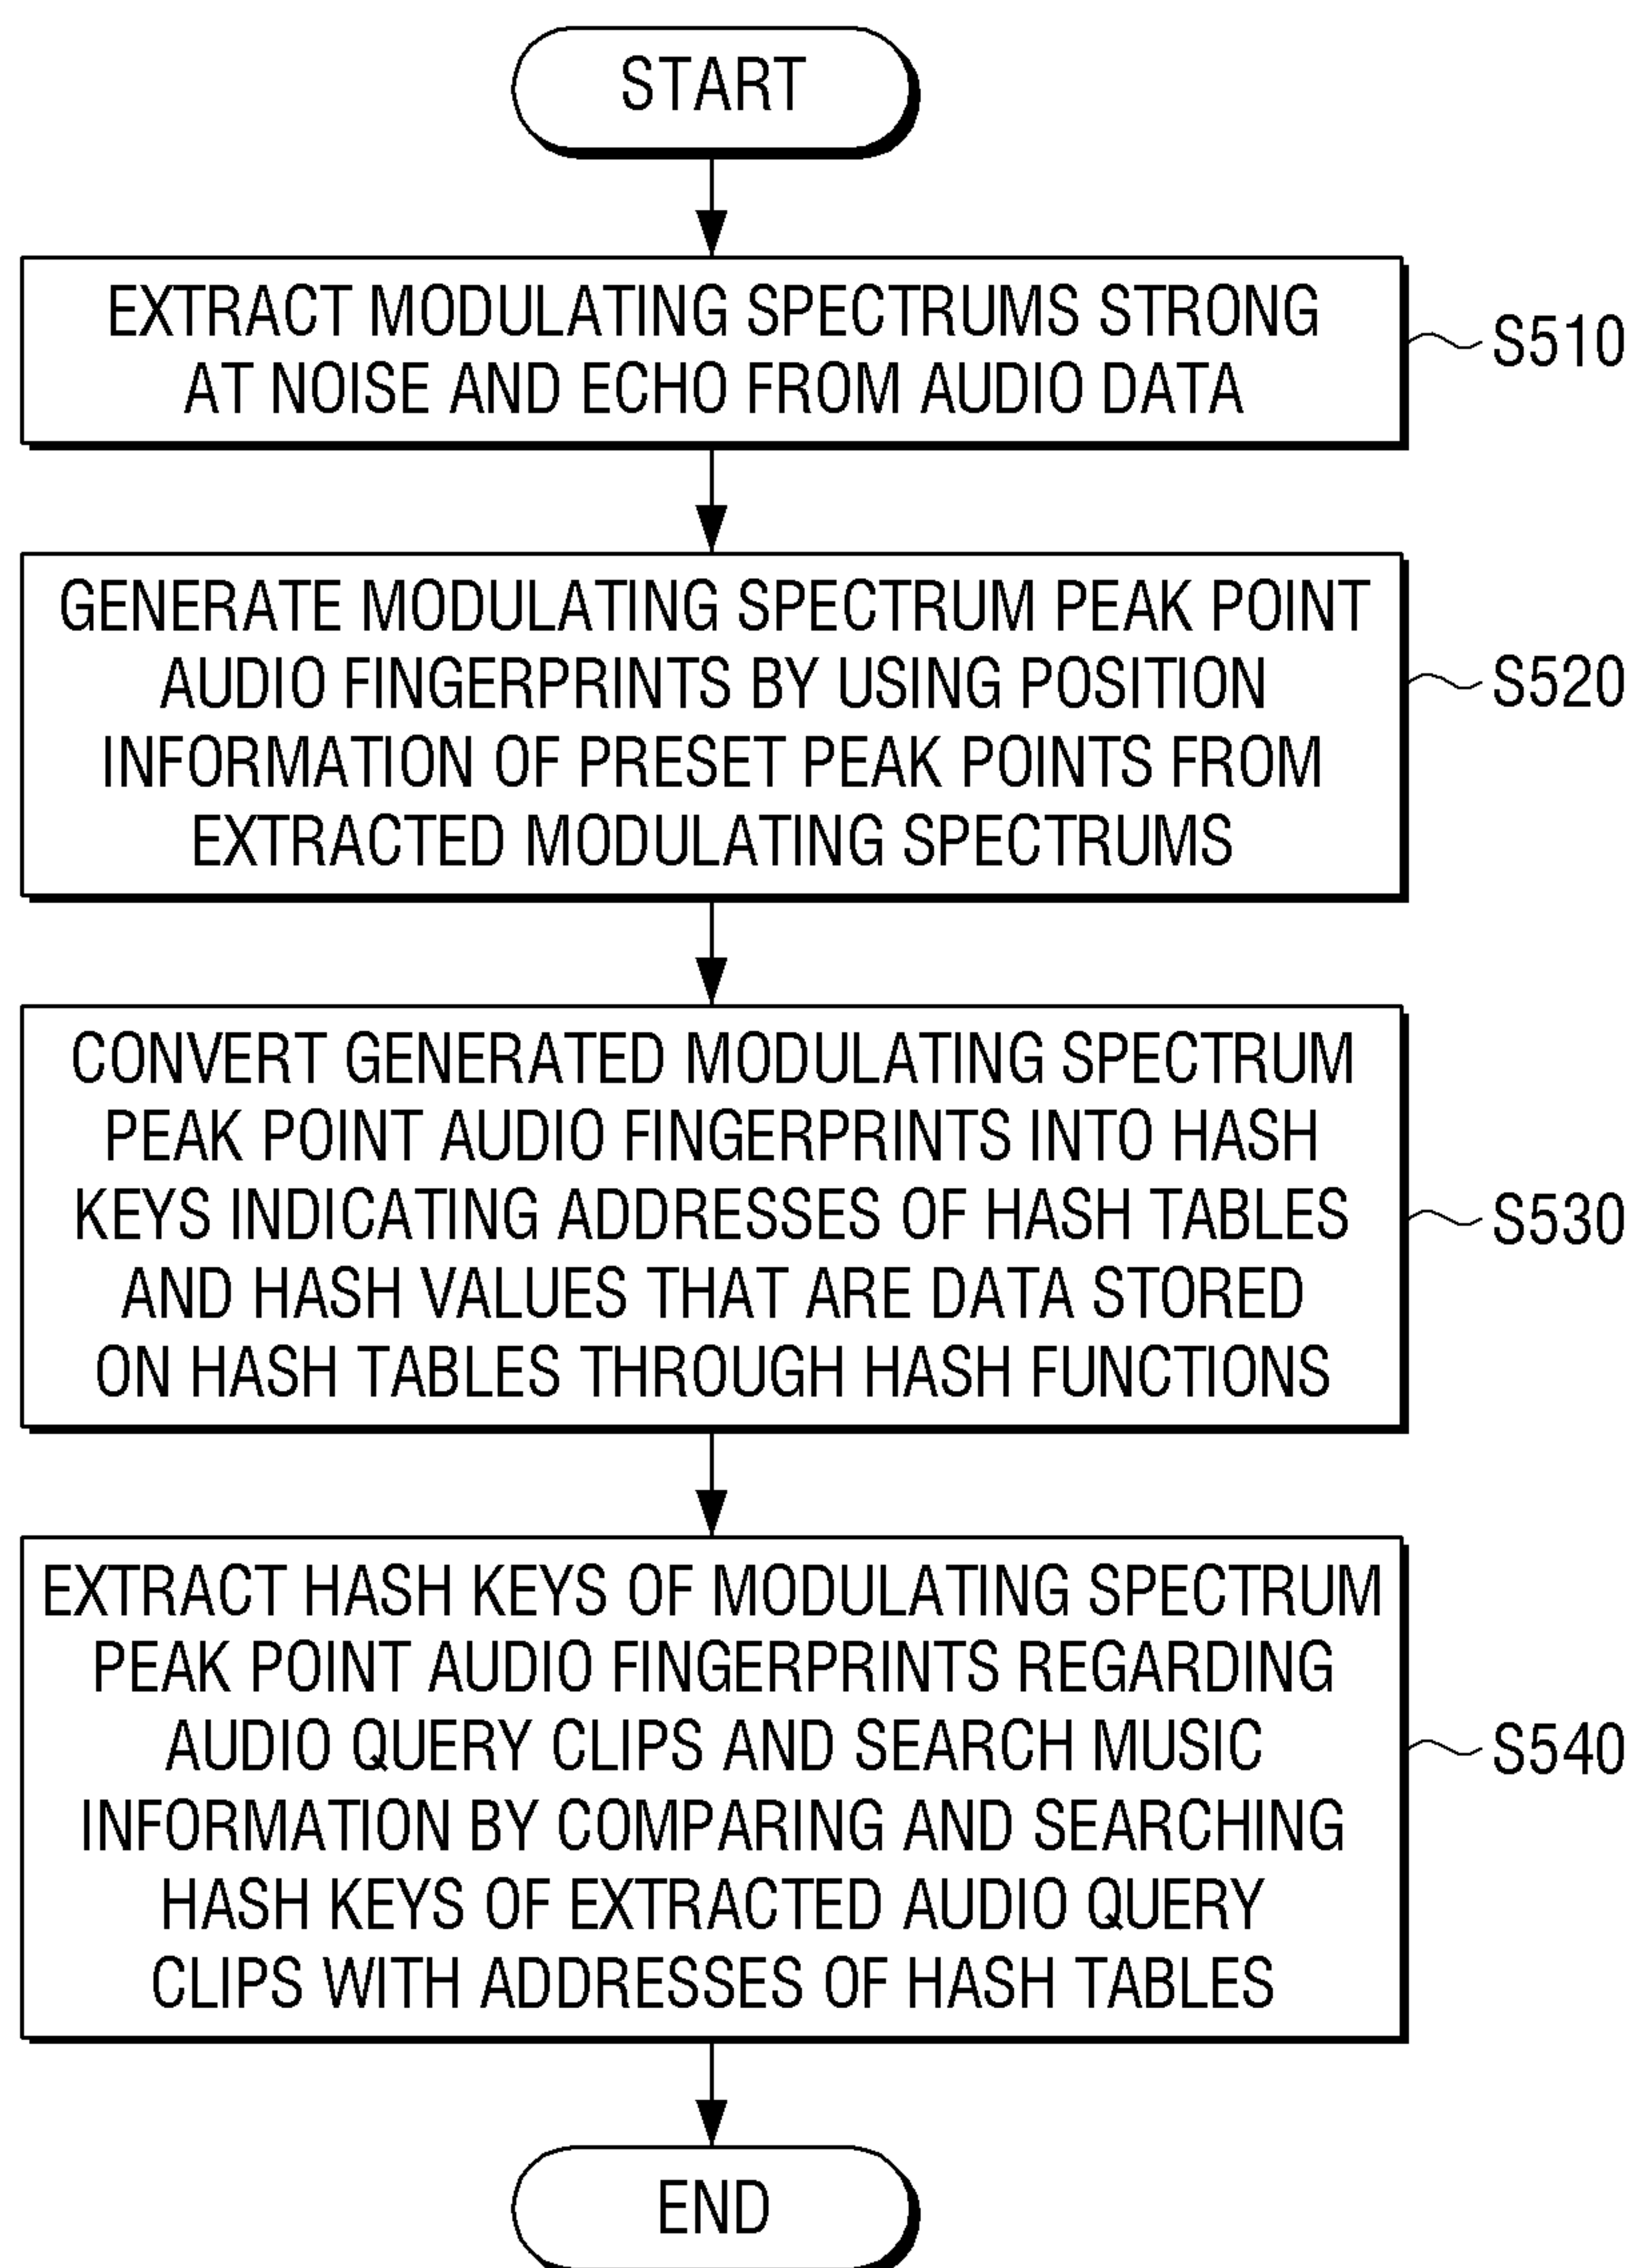 START
EXTRACT MODULATING SPECTRUMS STRONG
AT NOISE AND ECHO FROM AUDIO DATA
S510
GENERATE MODULATING SPECTRUM PEAK POINT
AUDIO FINGERPRINTS BY USING POSITION
INFORMATION OF PRESET PEAK POINTS FROM
EXTRACTED MODULATING SPECTRUMS
S520
CONVERT GENERATED MODULATING SPECTRUM
PEAK POINT AUDIO FINGERPRINTS INTO HASH
KEYS INDICATING ADDRESSES OF HASH TABLES
AND HASH VALUES THAT ARE DATA STORED
ON HASH TABLES THROUGH HASH FUNCTIONS
S530
EXTRACT HASH KEYS OF MODULATING SPECTRUM
PEAK POINT AUDIO FINGERPRINTS REGARDING
AUDIO QUERY CLIPS AND SEARCH MUSIC
INFORMATION BY COMPARING AND SEARCHING
HASH KEYS OF EXTRACTED AUDIO QUERY
CLIPS WITH ADDRESSES OF HASH TABLES
S540
END